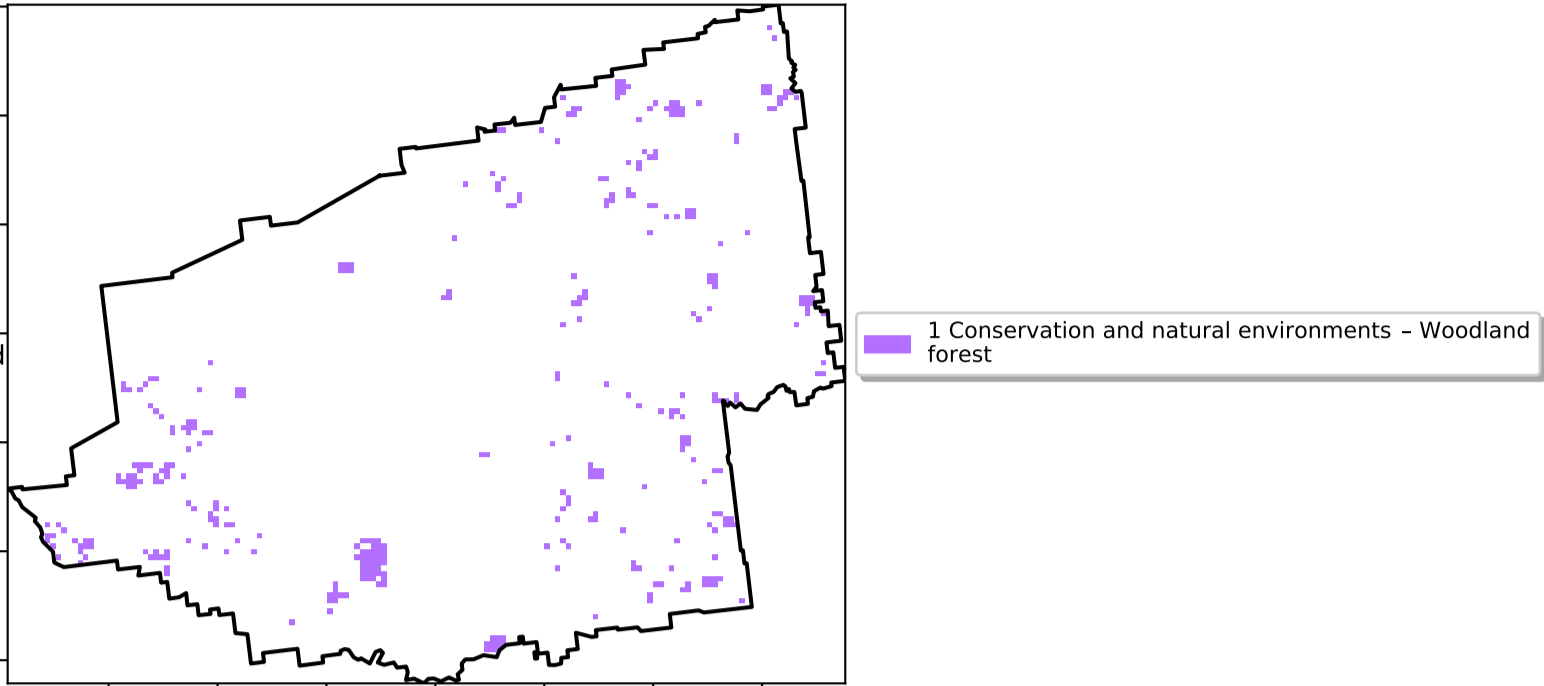 1 Conservation and natural environments – Woodland
forest